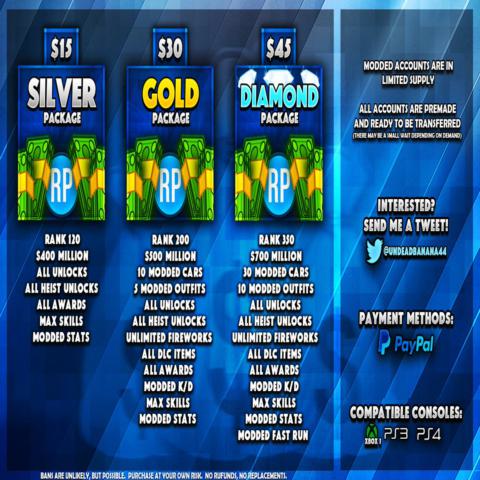 $15
SILVER
PACKAGE
RP
RANK 120
$400 MILLION
ALL UNLOCKS
ALL HEIST UNLOCKS
ALL AWARDS
MAX SKILLS
MODDED STATS
$30
GOLD
PACKAGE
RP
RANK 200
$500 MILLION
10 MODDED CARS
5 MODDED OUTFITS
ALL UNLOCKS
ALL HEIST UNLOCKS
UNLIMITED FIREWORKS
ALL DLC ITEMS
ALL AWARDS
MODDED K/D
MAX SKILLS
MODDED STATS
$45
DIAMOND
PACKAGE
RP
RANK 350
$700 MILLION
30 MODDED CARS
10 MODDED OUTFITS
ALL UNLOCKS
ALL HEIST UNLOCKS
UNLIMITED FIREWORKS
ALL DLC ITEMS
ALL AWARDS
MODDED K/D
MAX SKILLS
MODDED STATS
MODDED FAST RUN
MODDED ACCOUNTS ARE IN
LIMITED SUPPLY
ALL ACCOUNTS ARE PREMADE
AND READY TO BE TRANSFERRED
(THERE MAY BE A SMALL WAIT DEPENDING ON DEMAND)
INTERESTED?
SEND ME A TWEET!
@UNDEADBANANA44
PAYMENT METHODS:
PayPal
COMPATIBLE CONSOLES:
XBOX 1 PS3 PS4
BANS ARE UNLIKELY, BUT POSSIBLE. PURCHASE AT YOUR OWN RISK. NO RUFUNDS, NO REPLACEMENTS.